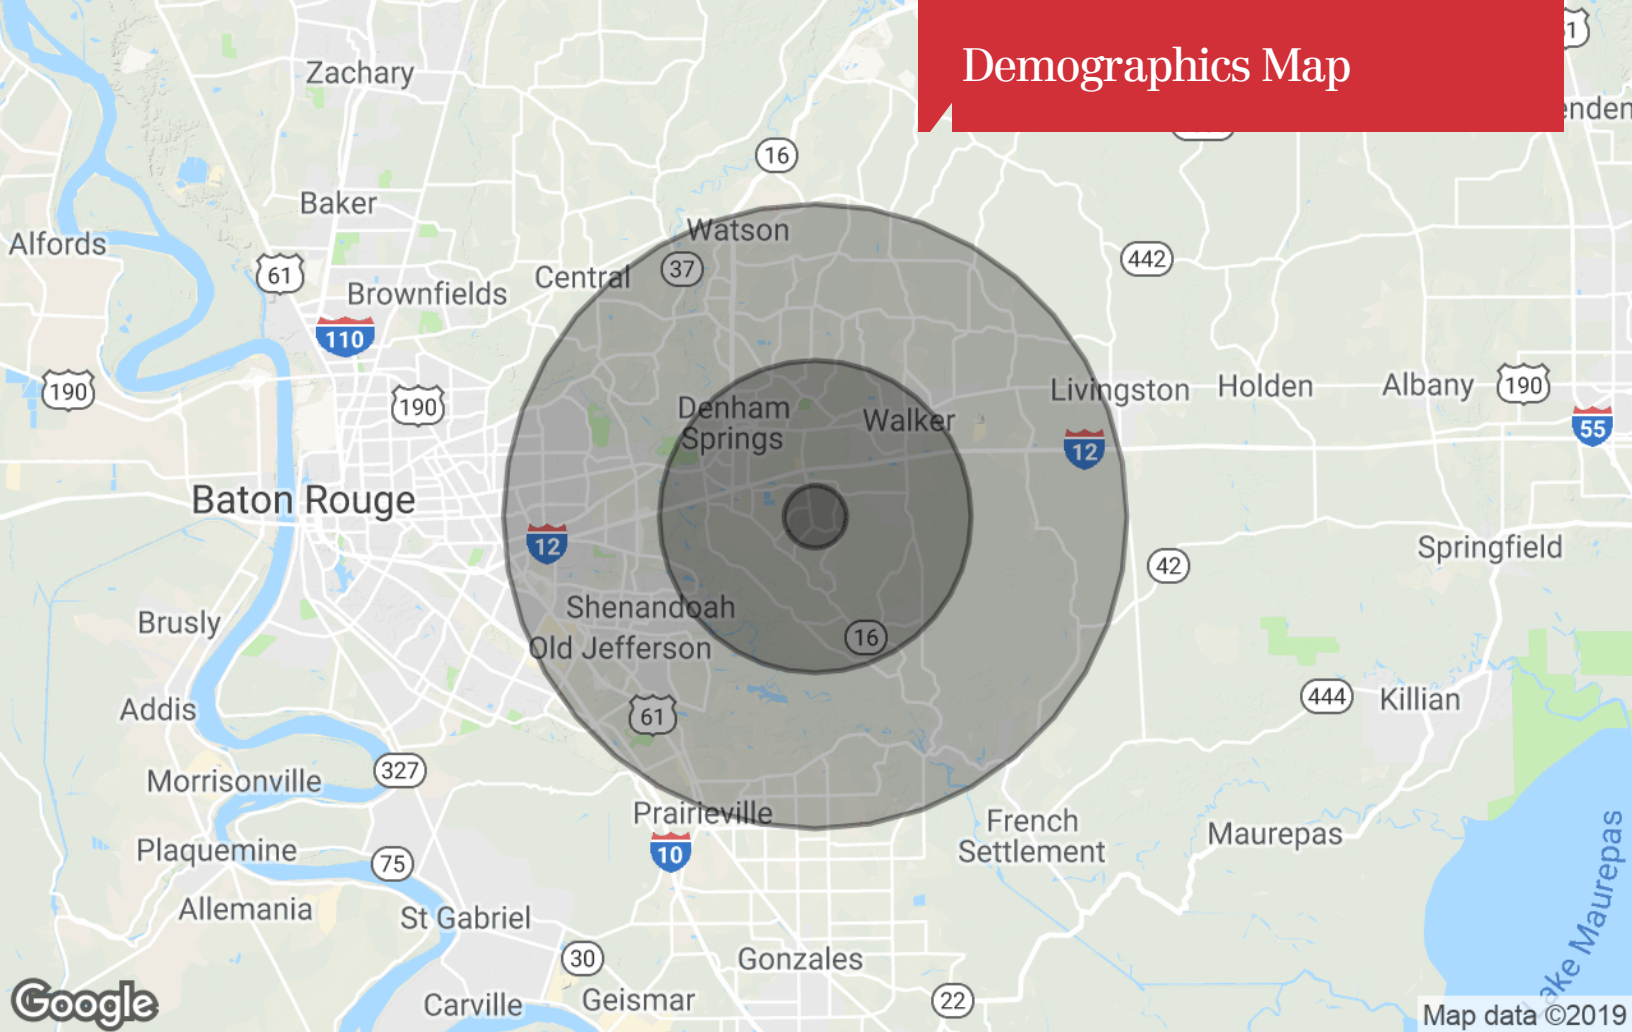 Demographics Map
Zachary
16
Baker
Watson
Alfords
61
Central
37
442
Brownfields
110
190
190
Denham
Springs
Walker
Livingston
Holden
Albany
190
12
55
Baton Rouge
12
Springfield
42
Shenandoah
Brusly
16
Old Jefferson
Addis
61
444
Killian
327
Morrisonville
Prairieville
French
Settlement
Maurepas
Plaquemine
10
75
Allemania
St Gabriel
30
Gonzales
Google
Carville
Geismar
22
Lake Maurepas
Map data ©2019